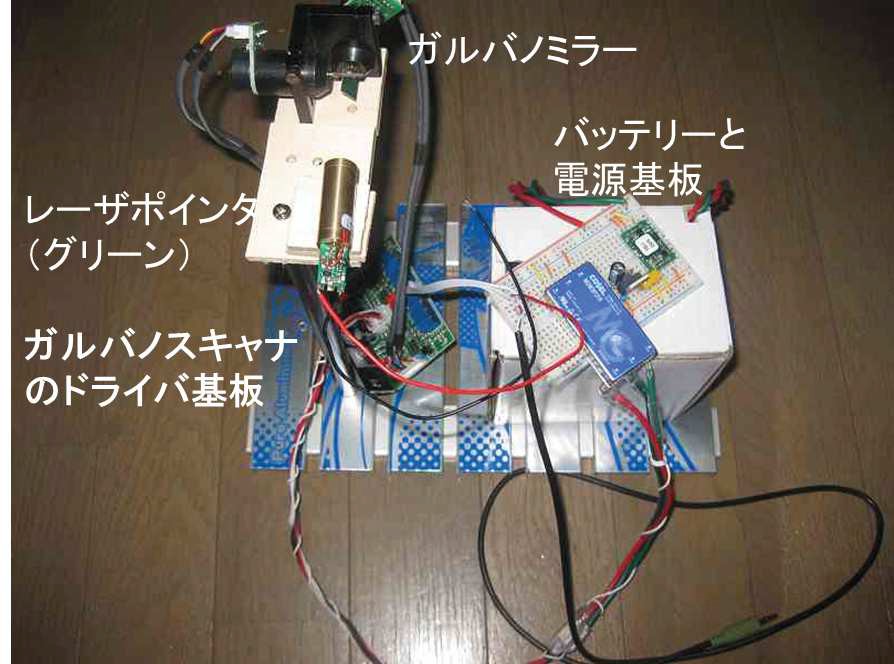 ガルバノミラー
バッテリーと
電源基板
レーザポインタ
（グリーン）
ガルバノスキャナ
のドライバ基板